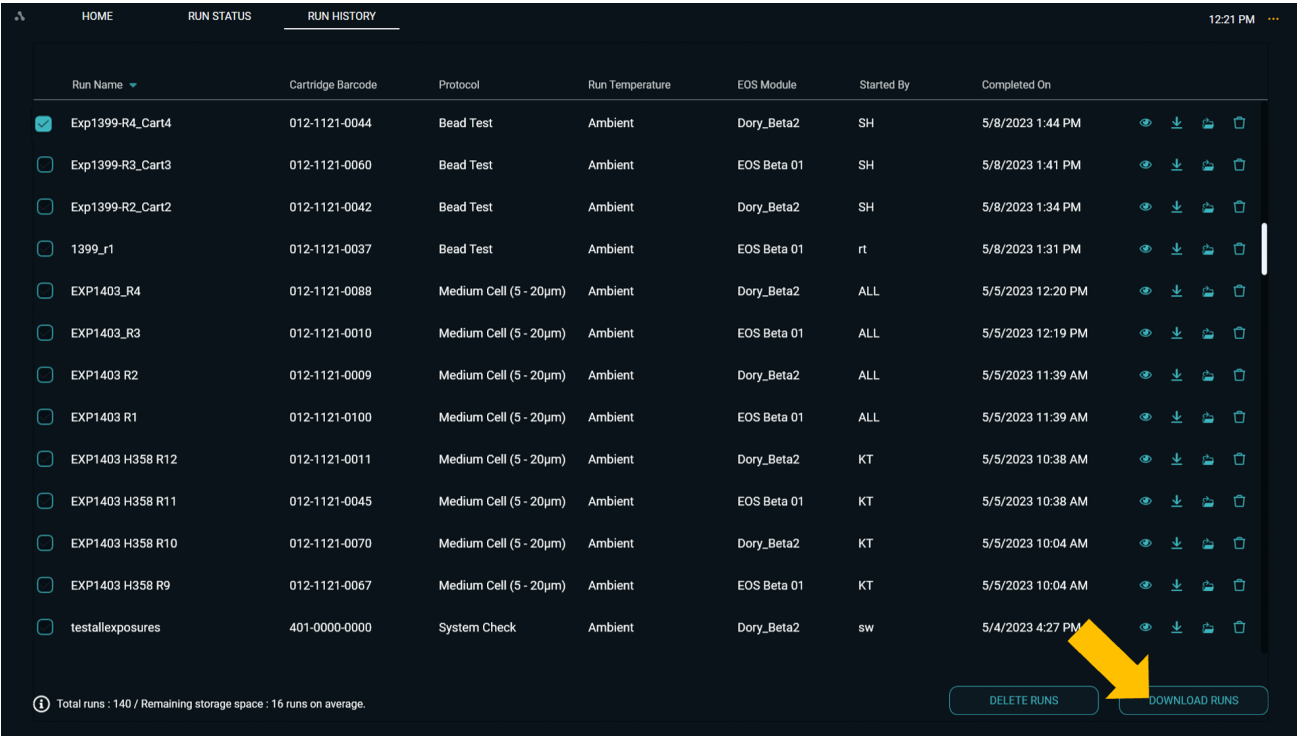 HOME RUN STATUS RUN HISTORY 12:21 PM
Run Name Cartridge Barcode Protocol Run Temperature EOS Module Started By Completed On
Exp1399-R4_Cart4 012-1121-0044 Bead Test Ambient Dory_Beta2 SH 5/8/2023 1:44 PM
Exp1399-R3_Cart3 012-1121-0060 Bead Test Ambient EOS Beta 01 SH 5/8/2023 1:41 PM
Exp1399-R2_Cart2 012-1121-0042 Bead Test Ambient Dory_Beta2 SH 5/8/2023 1:34 PM
1399_r1 012-1121-0037 Bead Test Ambient EOS Beta 01 rt 5/8/2023 1:31 PM
EXP1403_R4 012-1121-0088 Medium Cell (5 - 20μm) Ambient Dory_Beta2 ALL 5/5/2023 12:20 PM
EXP1403_R3 012-1121-0010 Medium Cell (5 - 20μm) Ambient EOS Beta 01 ALL 5/5/2023 12:19 PM
EXP1403 R2 012-1121-0009 Medium Cell (5 - 20μm) Ambient Dory_Beta2 ALL 5/5/2023 11:39 AM
EXP1403 R1 012-1121-0100 Medium Cell (5 - 20μm) Ambient EOS Beta 01 ALL 5/5/2023 11:39 AM
EXP1403 H358 R12 012-1121-0011 Medium Cell (5 - 20μm) Ambient Dory_Beta2 KT 5/5/2023 10:38 AM
EXP1403 H358 R11 012-1121-0045 Medium Cell (5 - 20μm) Ambient EOS Beta 01 KT 5/5/2023 10:38 AM
EXP1403 H358 R10 012-1121-0070 Medium Cell (5 - 20μm) Ambient Dory_Beta2 KT 5/5/2023 10:04 AM
EXP1403 H358 R9 012-1121-0067 Medium Cell (5 - 20μm) Ambient EOS Beta 01 KT 5/5/2023 10:04 AM
testallexposures 401-0000-0000 System Check Ambient Dory_Beta2 sw 5/4/2023 4:27 PM
Total runs : 140 / Remaining storage space : 16 runs on average. DELETE RUNS DOWNLOAD RUNS